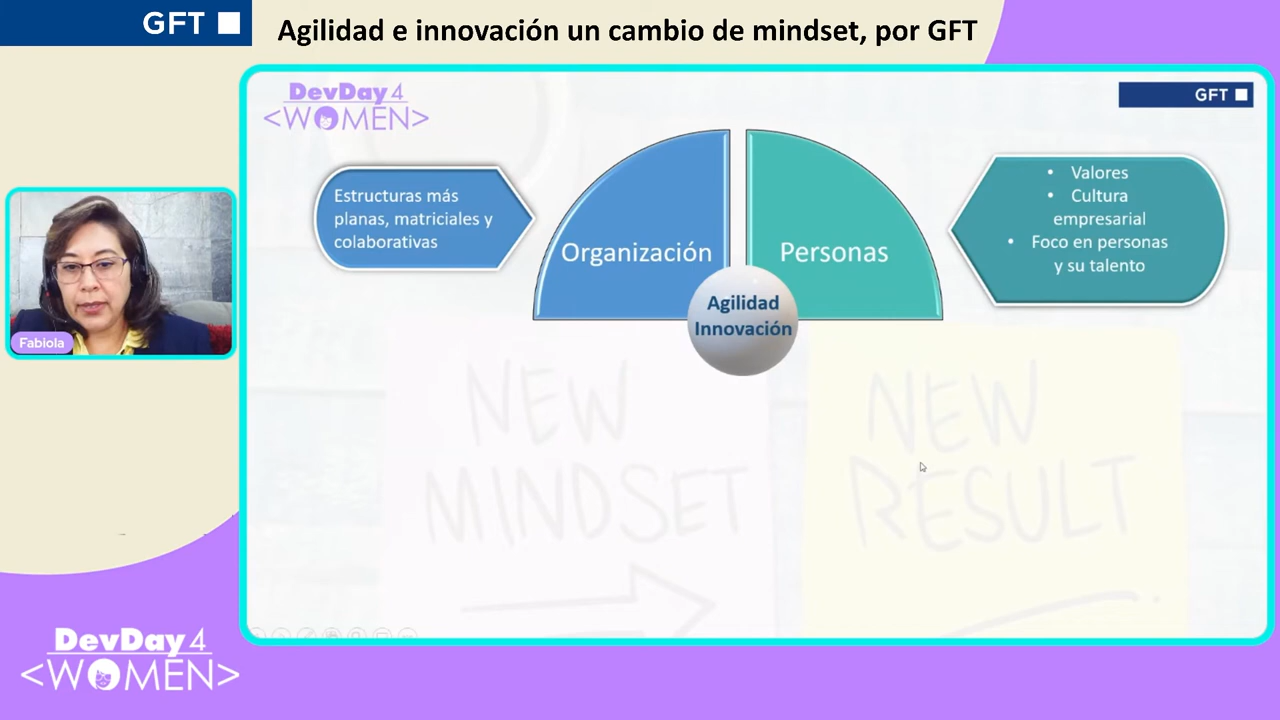 GFT
Agilidad e innovación un cambio de mindset, por GFT
DevDay4
<WOMEN>
GFT
Estructuras más
planas, matriciales y
colaborativas
Organización
Personas
• Valores
• Cultura
empresarial
• Foco en personas
y su talento
Agilidad
Innovación
Fabiola
NEW
MINDSET
NEW
RESULT
DevDay4
<WOMEN>